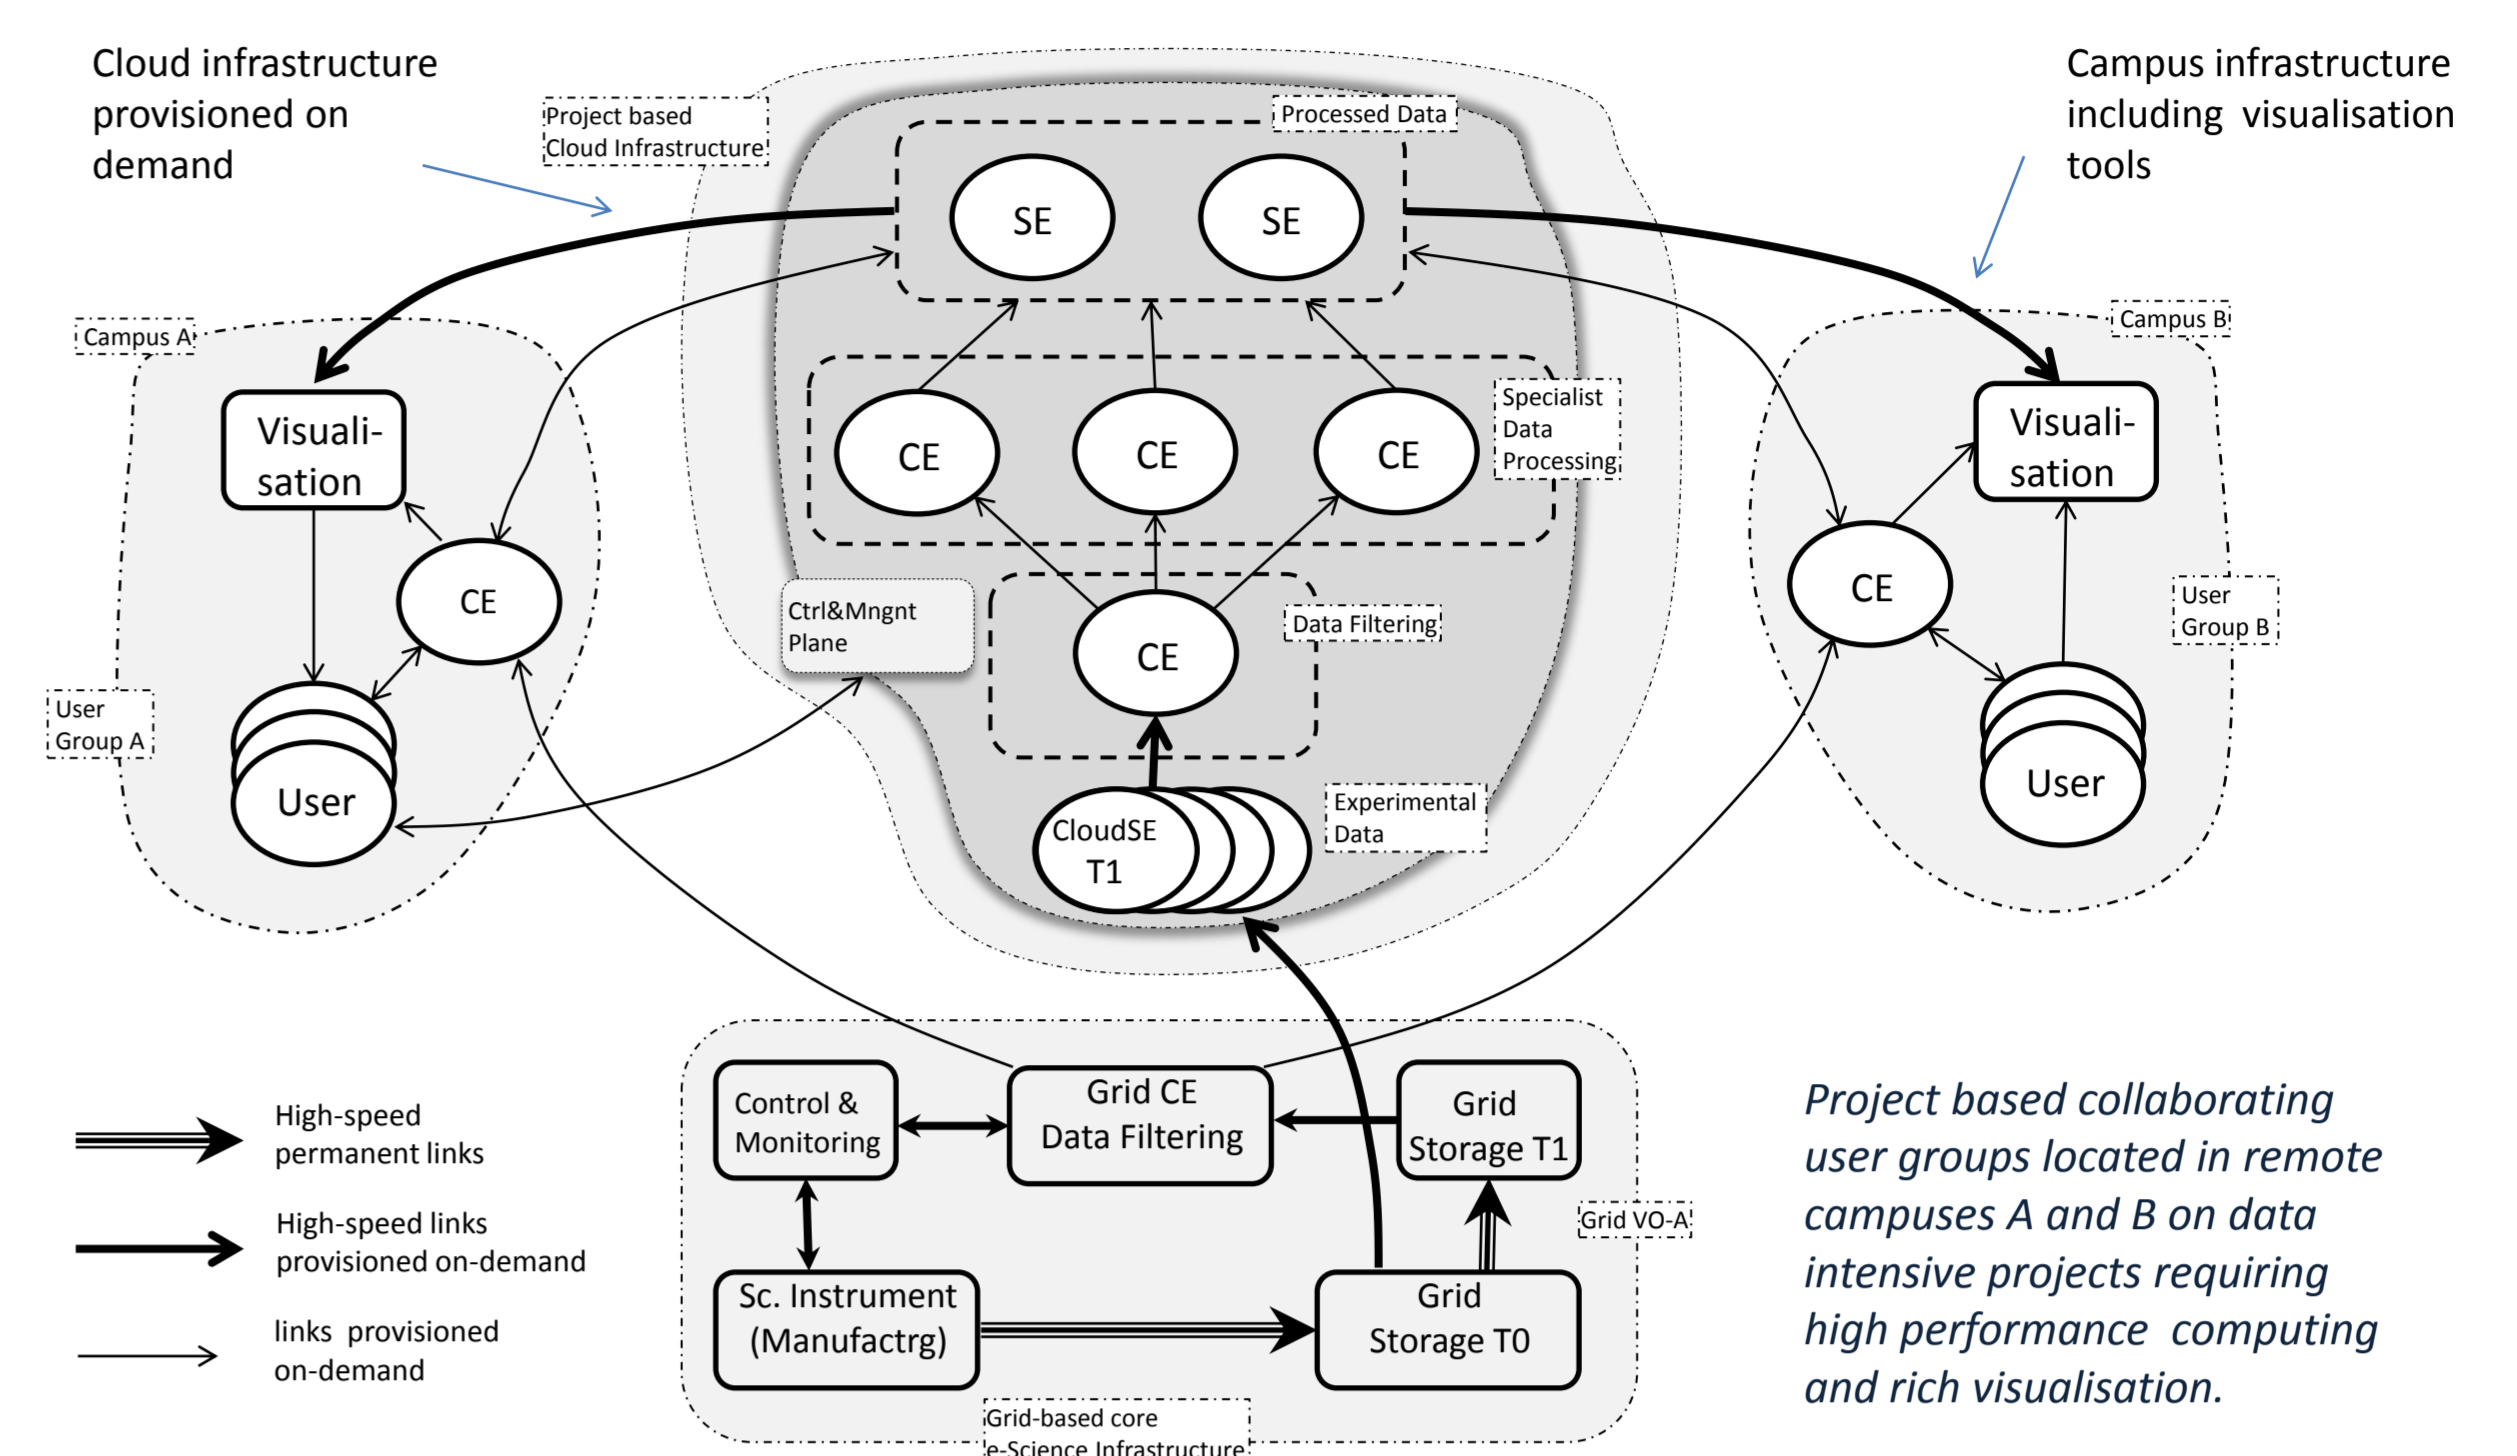 Cloud infrastructure
provisioned on
demand
Project based
Cloud Infrastructure
Processed Data
Campus infrastructure
including visualisation
tools
SE
SE
Campus A
Campus B
Visuali-
sation
CE
CE
CE
Specialist
Data
Processing
Visuali-
sation
CE
Ctrl&Mngnt
Plane
CE
Data Filtering
CE
User
Group B
User
Group A
User
CloudSE
T1
Experimental
Data
User
High-speed
permanent links
High-speed links
provisioned on-demand
links provisioned
on-demand
Control &
Monitoring
Grid CE
Data Filtering
Grid
Storage T1
Grid VO-A
Sc. Instrument
(Manufactrg)
Grid
Storage T0
Grid-based core
e-Science Infrastructure
Project based collaborating
user groups located in remote
campuses A and B on data
intensive projects requiring
high performance computing
and rich visualisation.